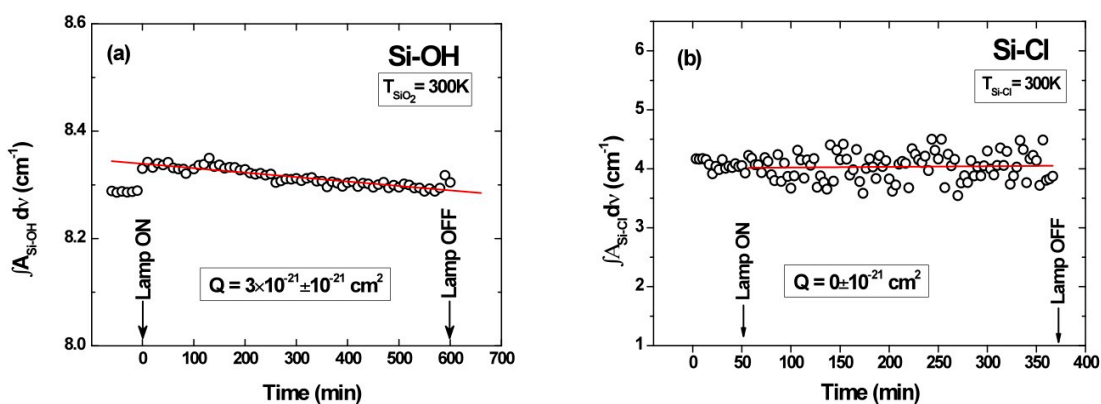 (a)
Si-OH
T_SiO₂ = 300K
8.6
8.4
8.2
8.0
∫A_Si-OH dν (cm⁻¹)
Lamp ON
Lamp OFF
Q = 3×10⁻²¹±10⁻²¹ cm²
0 100 200 300 400 500 600 700
Time (min)
(b)
Si-Cl
T_Si-Cl = 300K
6
5
4
3
2
1
∫A_Si-Cl dν (cm⁻¹)
Lamp ON
Lamp OFF
Q = 0±10⁻²¹ cm²
0 50 100 150 200 250 300 350 400
Time (min)